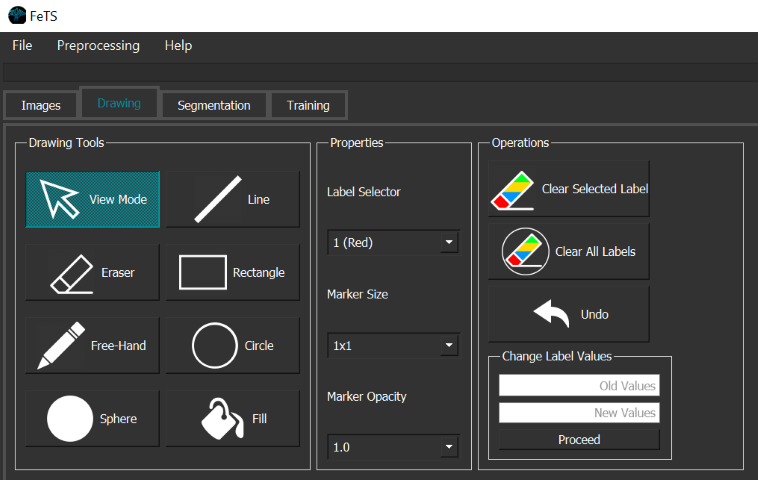 FeTS
File Preprocessing Help
Images Drawing Segmentation Training
Drawing Tools
View Mode Line
Eraser Rectangle
Free-Hand Circle
Sphere Fill
Properties
Label Selector
1 (Red)
Marker Size
1x1
Marker Opacity
1.0
Operations
Clear Selected Label
Clear All Labels
Undo
Change Label Values
Old Values
New Values
Proceed